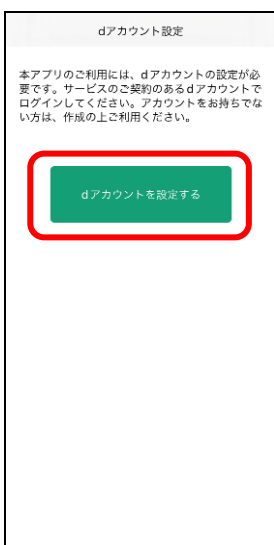 dアカウント設定
本アプリのご利用には、dアカウントの設定が必
要です。サービスのご契約のあるdアカウントで
ログインしてください。アカウントをお持ちでな
い方は、作成の上ご利用ください。
dアカウントを設定する